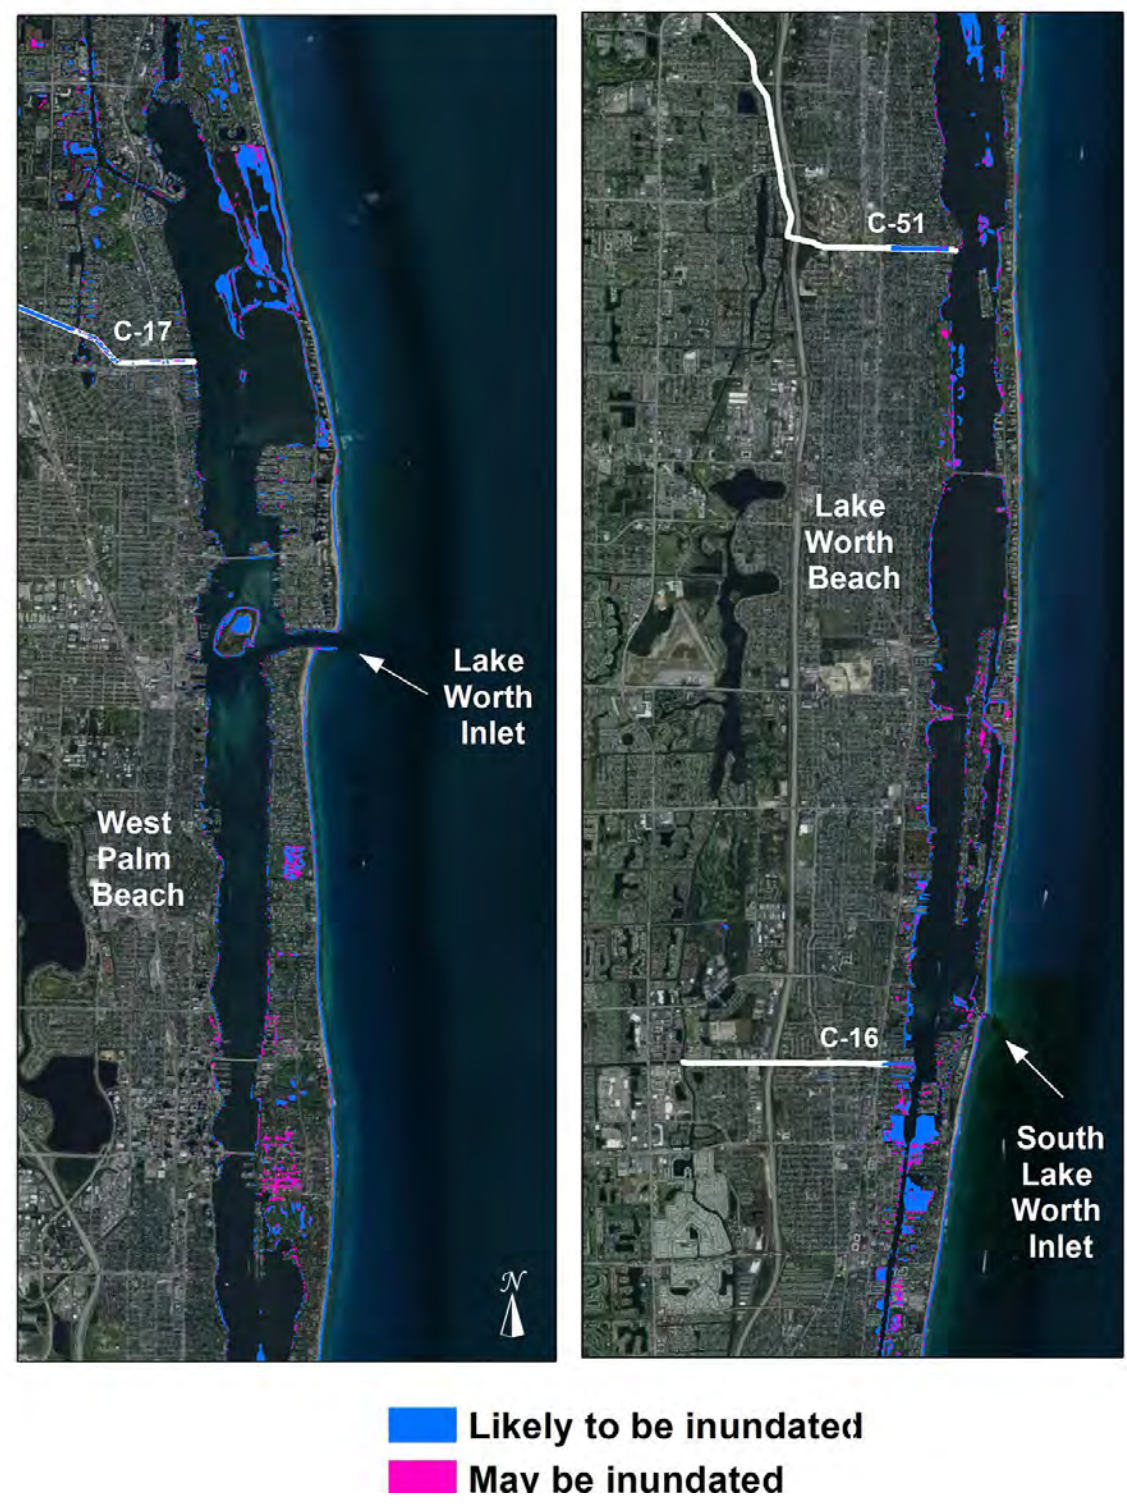 C-17
Lake
Worth
Inlet
West
Palm
Beach
N
C-51
Lake
Worth
Beach
C-16
South
Lake
Worth
Inlet
Likely to be inundated
May be inundated